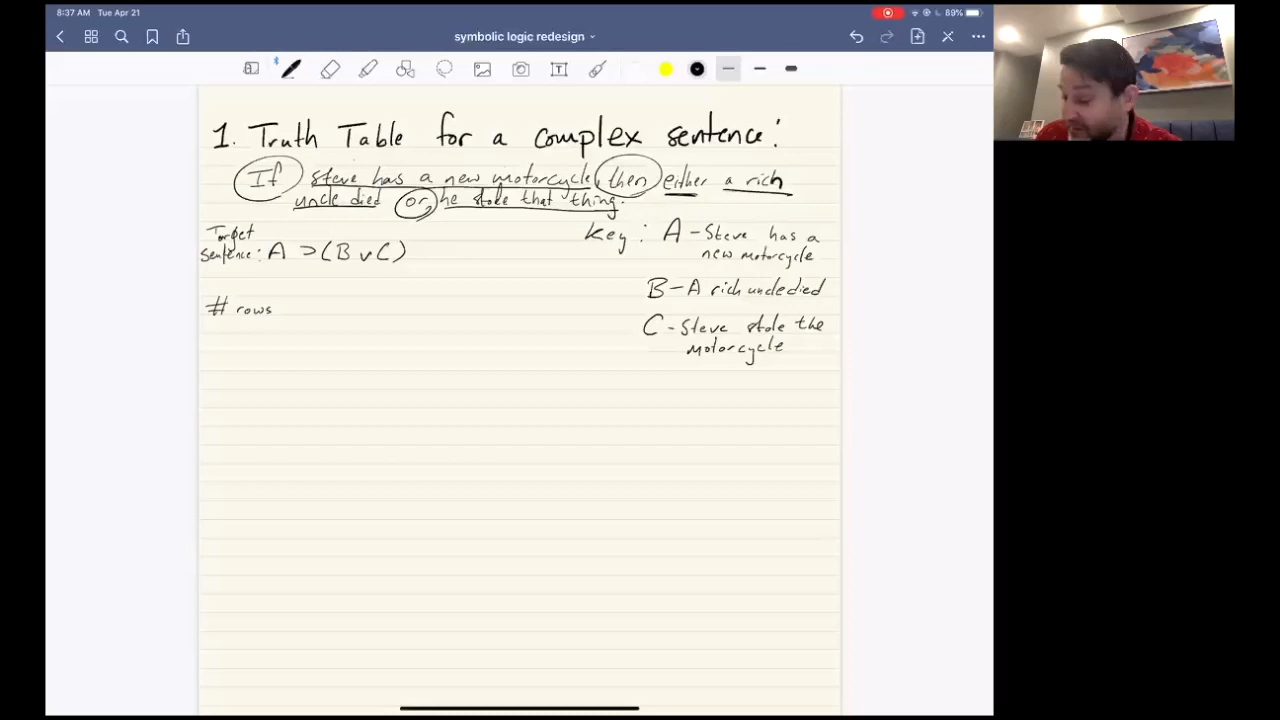 8:37 AM Tue Apr 21
89%
symbolic logic redesign
1. Truth Table for a complex sentence:
If Steve has a new motorcycle, then either a rich
uncle died or he stole that thing.
Target
sentence: A ⊃ (B v C)
Key: A - Steve has a
new motorcycle
B - A rich uncle died
# rows
C - Steve stole the
motorcycle